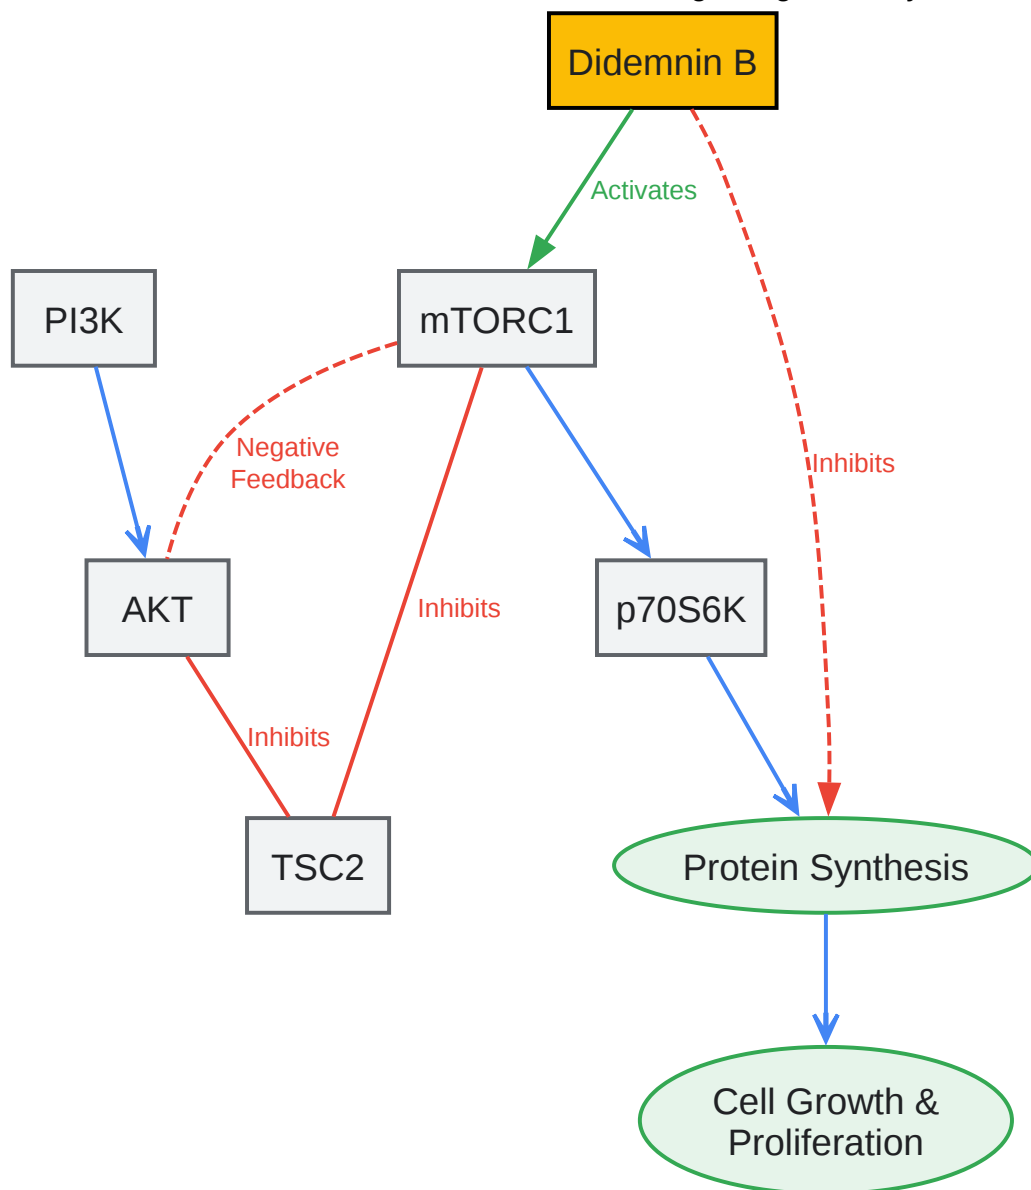 Didemnin B
Activates
PI3K
mTORC1
Negative
Feedback
Inhibits
AKT
Inhibits
p70S6K
Inhibits
TSC2
Protein Synthesis
Cell Growth &
Proliferation